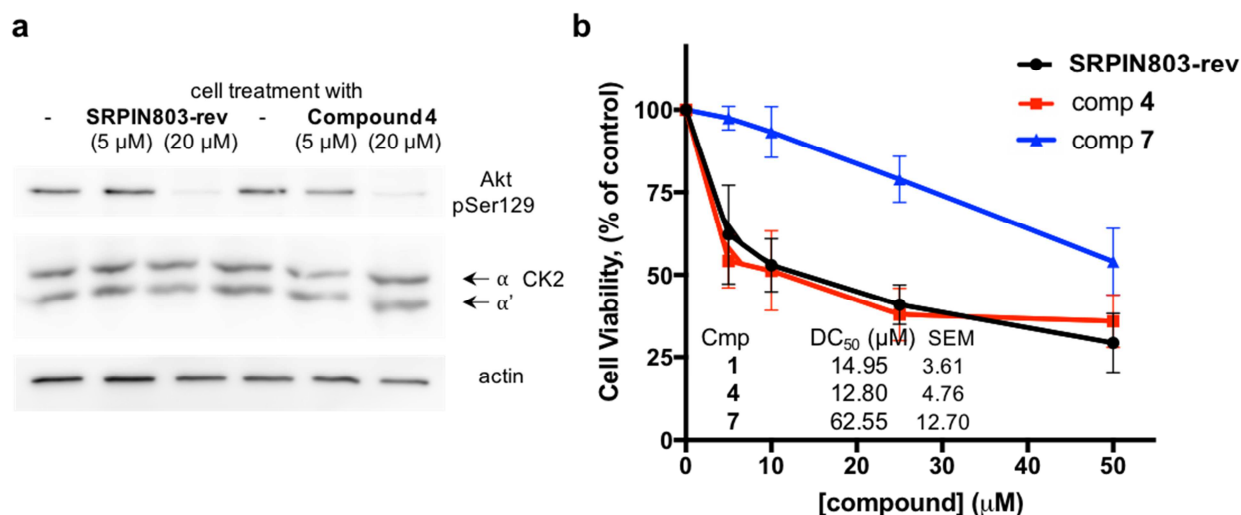 a
cell treatment with
- SRPIN803-rev - Compound 4
(5 µM) (20 µM) (5 µM) (20 µM)
Akt
pSer129
← α CK2
← α'
actin
b
SRPIN803-rev
comp 4
comp 7
Cell Viability, (% of control)
100
75
50
25
0
Cmp DC₅₀ (µM) SEM
1 14.95 3.61
4 12.80 4.76
7 62.55 12.70
0 10 20 30 40 50
[compound] (µM)